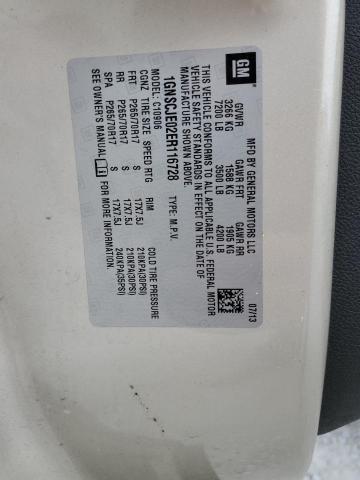 GM
MFD BY GENERAL MOTORS LLC 07/13
GVWR GAWR FRT GAWR RR
3266 KG 1588 KG 1905 KG
7200 LB 3500 LB 4200 LB
THIS VEHICLE CONFORMS TO ALL APPLICABLE U.S. FEDERAL MOTOR
VEHICLE SAFETY STANDARDS IN EFFECT ON THE DATE OF
MANUFACTURE SHOWN ABOVE.
1GNSCJE02ER116728 TYPE: M.P.V.
MODEL: C10906
CGNZ TIRE SIZE SPEED RTG RIM COLD TIRE PRESSURE
FRT P265/70R17 S 17X7.5J 210KPA(30PSI)
RR P265/70R17 S 17X7.5J 210KPA(30PSI)
SPA P265/70R17 17X7.5J 240KPA(35PSI)
SEE OWNER'S MANUAL FOR MORE INFORMATION.